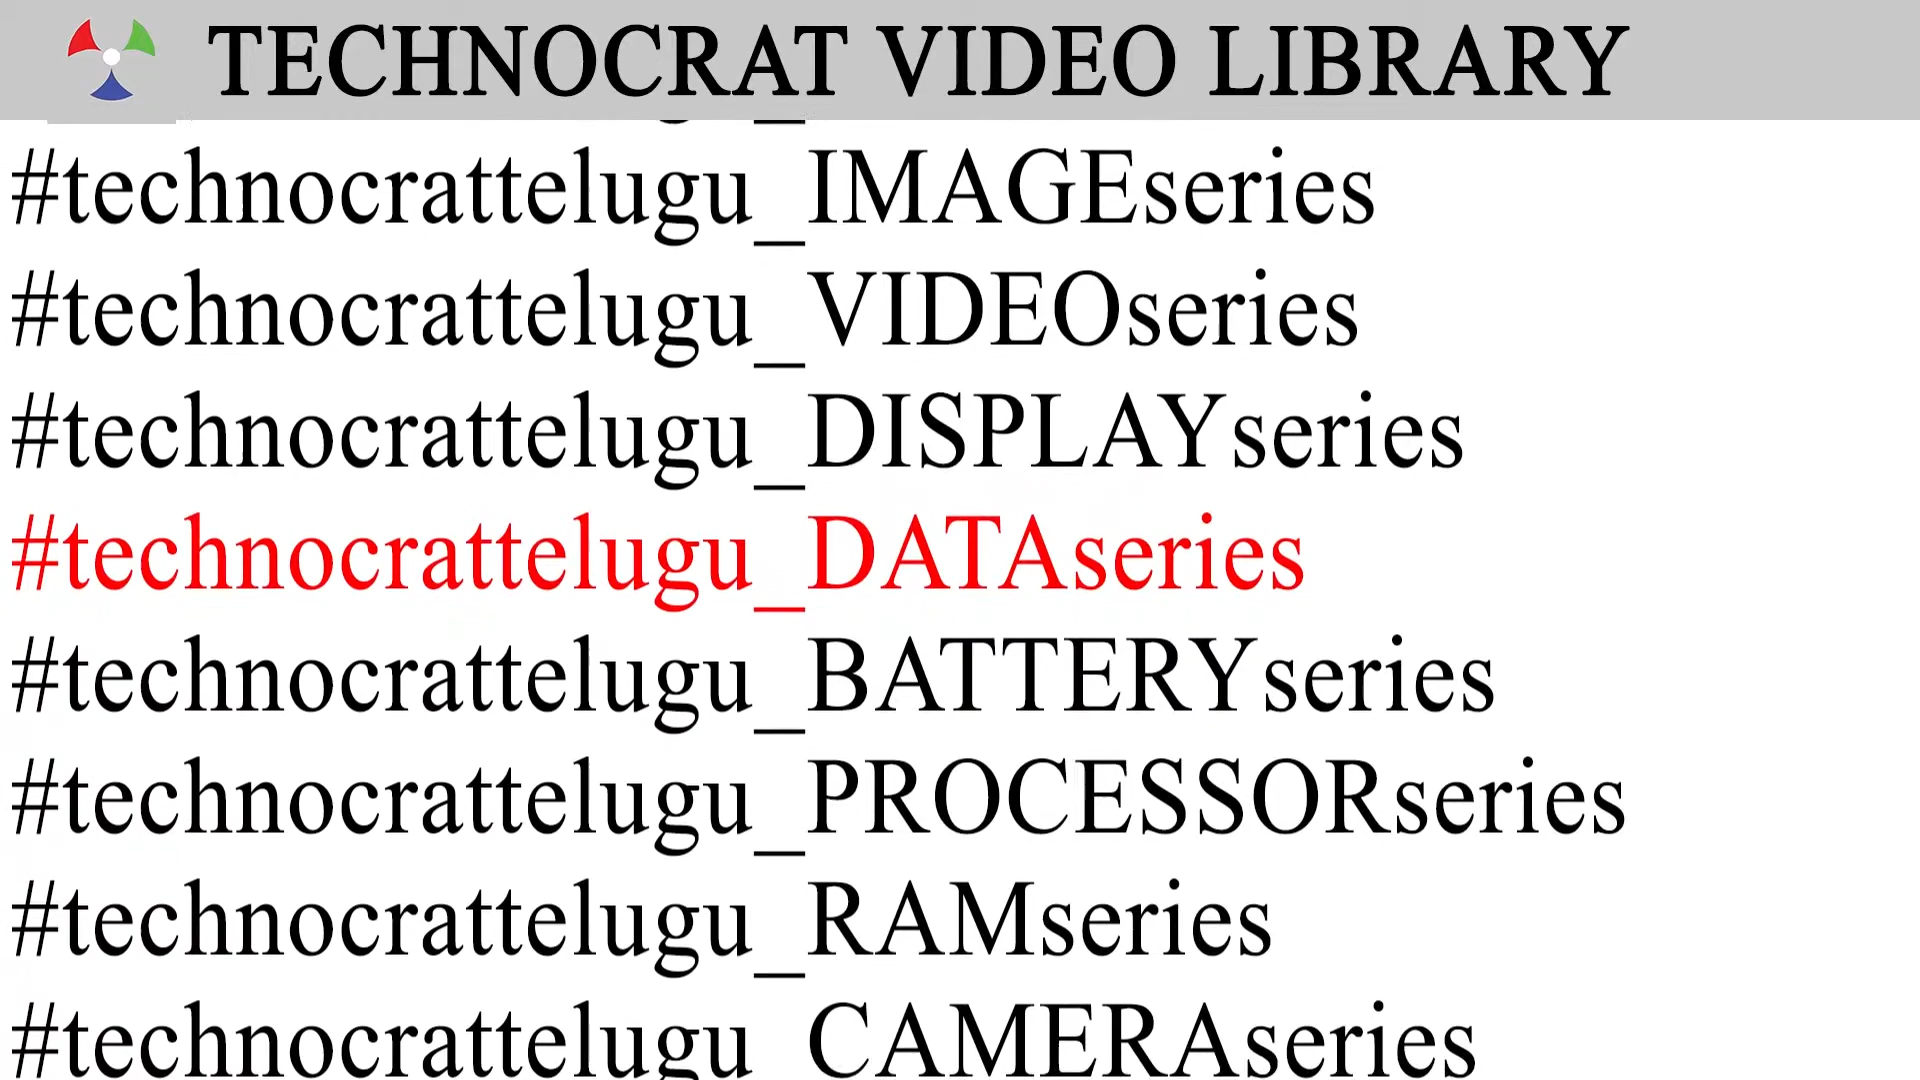 TECHNOCRAT VIDEO LIBRARY
#technocrattelugu_IMAGEseries
#technocrattelugu_VIDEOseries
#technocrattelugu_DISPLAYseries
#technocrattelugu_DATAseries
#technocrattelugu_BATTERYseries
#technocrattelugu_PROCESSORseries
#technocrattelugu_RAMseries
#technocrattelugu_CAMERAseries